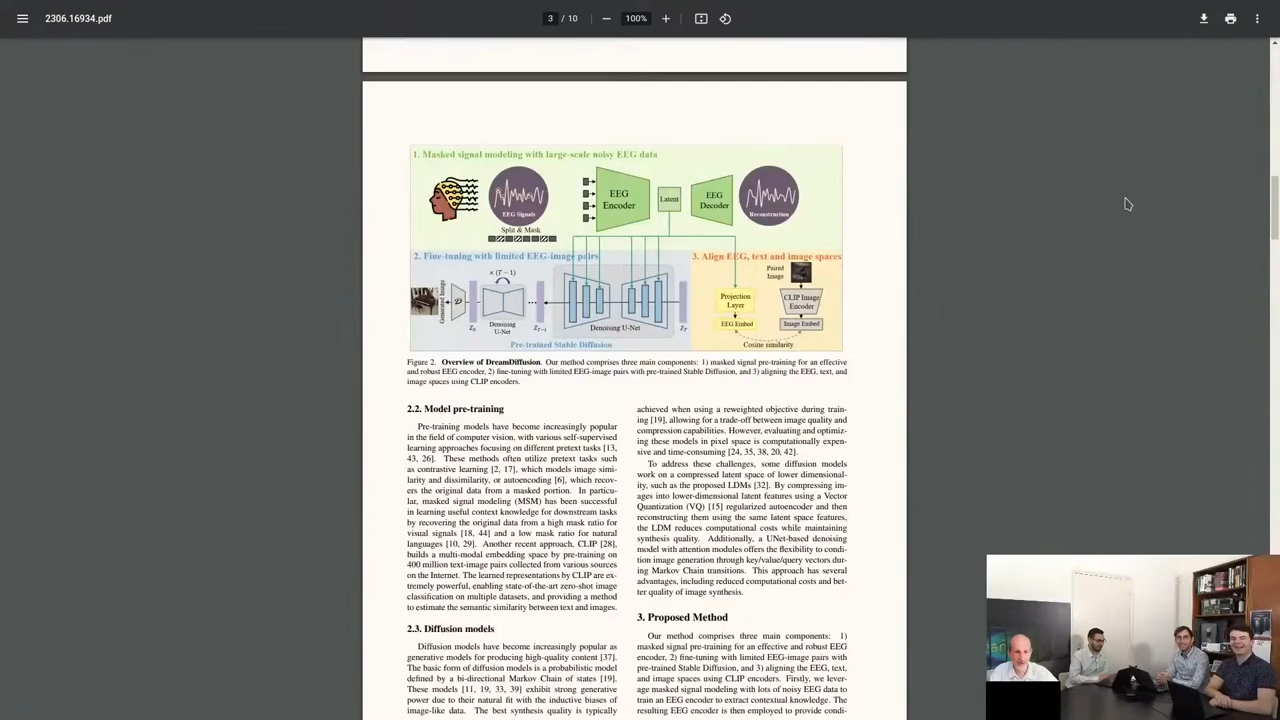 2306.16934.pdf
3 / 10
100%
1. Masked signal modeling with large-scale noisy EEG data
EEG Signals
Split & Mask
EEG
Encoder
Latent
EEG
Decoder
Reconstruction
2. Fine-tuning with limited EEG-image pairs
× (T − 1)
Generated Image
D
Z0
Denoising
U-Net
ZT−1
Denoising U-Net
ZT
Pre-trained Stable Diffusion
3. Align EEG, text and image spaces
Paired
Image
Projection
Layer
CLIP Image
Encoder
EEG Embed
Image Embed
Cosine similarity
Figure 2. Overview of DreamDiffusion. Our method comprises three main components: 1) masked signal pre-training for an effective
and robust EEG encoder, 2) fine-tuning with limited EEG-image pairs with pre-trained Stable Diffusion, and 3) aligning the EEG, text, and
image spaces using CLIP encoders.
2.2. Model pre-training
Pre-training models have become increasingly popular
in the field of computer vision, with various self-supervised
learning approaches focusing on different pretext tasks [13,
43, 26]. These methods often utilize pretext tasks such
as contrastive learning [2, 17], which models image simi-
larity and dissimilarity, or autoencoding [6], which recov-
ers the original data from a masked portion. In particu-
lar, masked signal modeling (MSM) has been successful
in learning useful context knowledge for downstream tasks
by recovering the original data from a high mask ratio for
visual signals [18, 44] and a low mask ratio for natural
languages [10, 29]. Another recent approach, CLIP [28],
builds a multi-modal embedding space by pre-training on
400 million text-image pairs collected from various sources
on the Internet. The learned representations by CLIP are ex-
tremely powerful, enabling state-of-the-art zero-shot image
classification on multiple datasets, and providing a method
to estimate the semantic similarity between text and images.
2.3. Diffusion models
Diffusion models have become increasingly popular as
generative models for producing high-quality content [37].
The basic form of diffusion models is a probabilistic model
defined by a bi-directional Markov Chain of states [19].
These models [11, 19, 33, 39] exhibit strong generative
power due to their natural fit with the inductive biases of
image-like data. The best synthesis quality is typically
achieved when using a reweighted objective during train-
ing [19], allowing for a trade-off between image quality and
compression capabilities. However, evaluating and optimiz-
ing these models in pixel space is computationally expen-
sive and time-consuming [24, 35, 38, 20, 42].
To address these challenges, some diffusion models
work on a compressed latent space of lower dimensional-
ity, such as the proposed LDMs [32]. By compressing im-
ages into lower-dimensional latent features using a Vector
Quantization (VQ) [15] regularized autoencoder and then
reconstructing them using the same latent space features,
the LDM reduces computational costs while maintaining
synthesis quality. Additionally, a UNet-based denoising
model with attention modules offers the flexibility to condi-
tion image generation through key/value/query vectors dur-
ing Markov Chain transitions. This approach has several
advantages, including reduced computational costs and bet-
ter quality of image synthesis.
3. Proposed Method
Our method comprises three main components: 1)
masked signal pre-training for an effective and robust EEG
encoder, 2) fine-tuning with limited EEG-image pairs with
pre-trained Stable Diffusion, and 3) aligning the EEG, text,
and image spaces using CLIP encoders. Firstly, we lever-
age masked signal modeling with lots of noisy EEG data to
train an EEG encoder to extract contextual knowledge. The
resulting EEG encoder is then employed to provide condi-